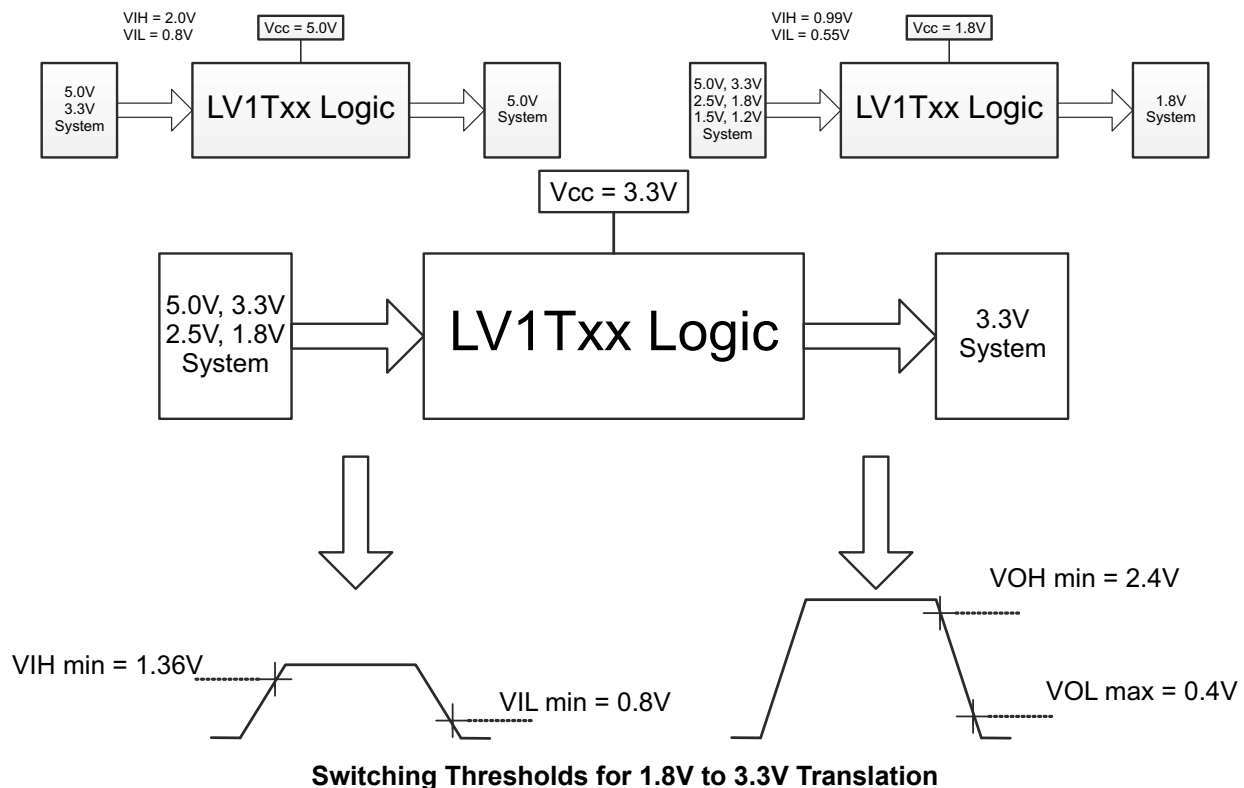 VIH = 2.0V
VIL = 0.8V
Vcc = 5.0V
5.0V
3.3V
System
LV1Txx Logic
5.0V
System
VIH = 0.99V
VIL = 0.55V
Vcc = 1.8V
5.0V, 3.3V
2.5V, 1.8V
1.5V, 1.2V
System
LV1Txx Logic
1.8V
System
Vcc = 3.3V
5.0V, 3.3V
2.5V, 1.8V
System
LV1Txx Logic
3.3V
System
VIH min = 1.36V
VIL min = 0.8V
VOH min = 2.4V
VOL max = 0.4V
Switching Thresholds for 1.8V to 3.3V Translation